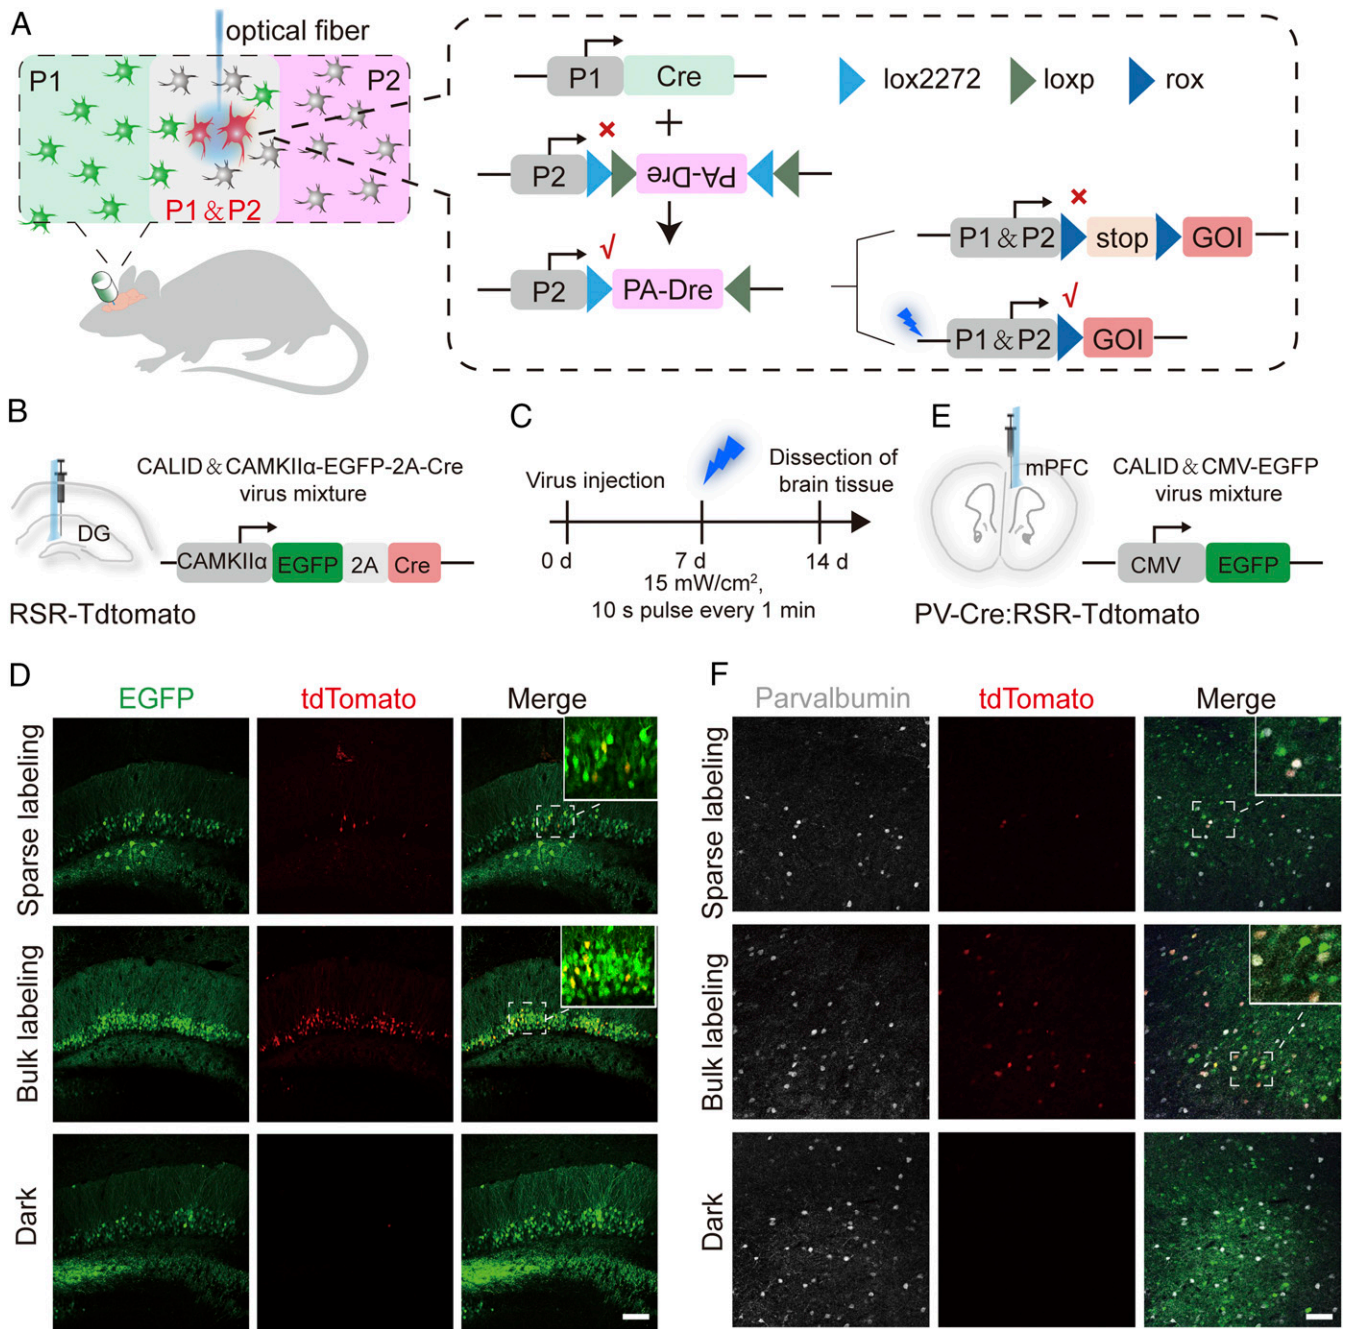 A
optical fiber
P1
P2
P1 & P2
P1
Cre
lox2272
loxp
rox
+
×
P2
PA-Dre
√
P2
PA-Dre
×
P1 & P2
stop
GOI
√
P1 & P2
GOI
B
CALID & CAMKIIα-EGFP-2A-Cre
virus mixture
DG
CAMKIIα
EGFP
2A
Cre
RSR-Tdtomato
C
Virus injection
Dissection of
brain tissue
0 d
7 d
14 d
15 mW/cm²,
10 s pulse every 1 min
E
mPFC
CALID & CMV-EGFP
virus mixture
CMV
EGFP
PV-Cre:RSR-Tdtomato
D
EGFP
tdTomato
Merge
Sparse labeling
Bulk labeling
Dark
F
Parvalbumin
tdTomato
Merge
Sparse labeling
Bulk labeling
Dark